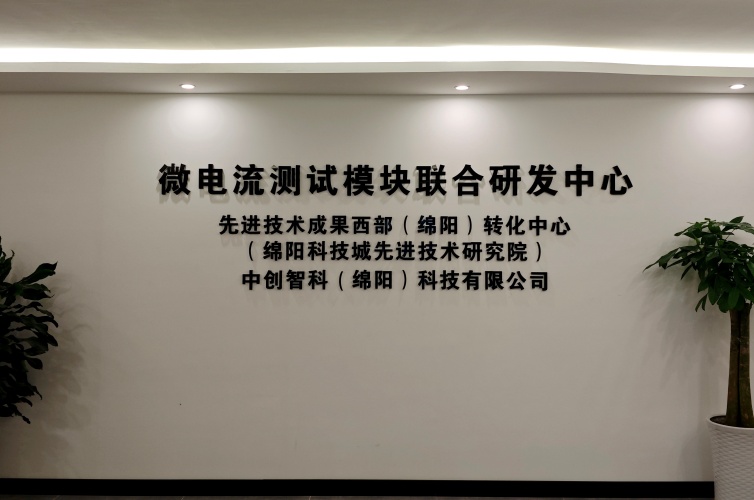 微电流测试模块联合研发中心
先进技术成果西部（绵阳）转化中心
（绵阳科技城先进技术研究院）
中创智科（绵阳）科技有限公司